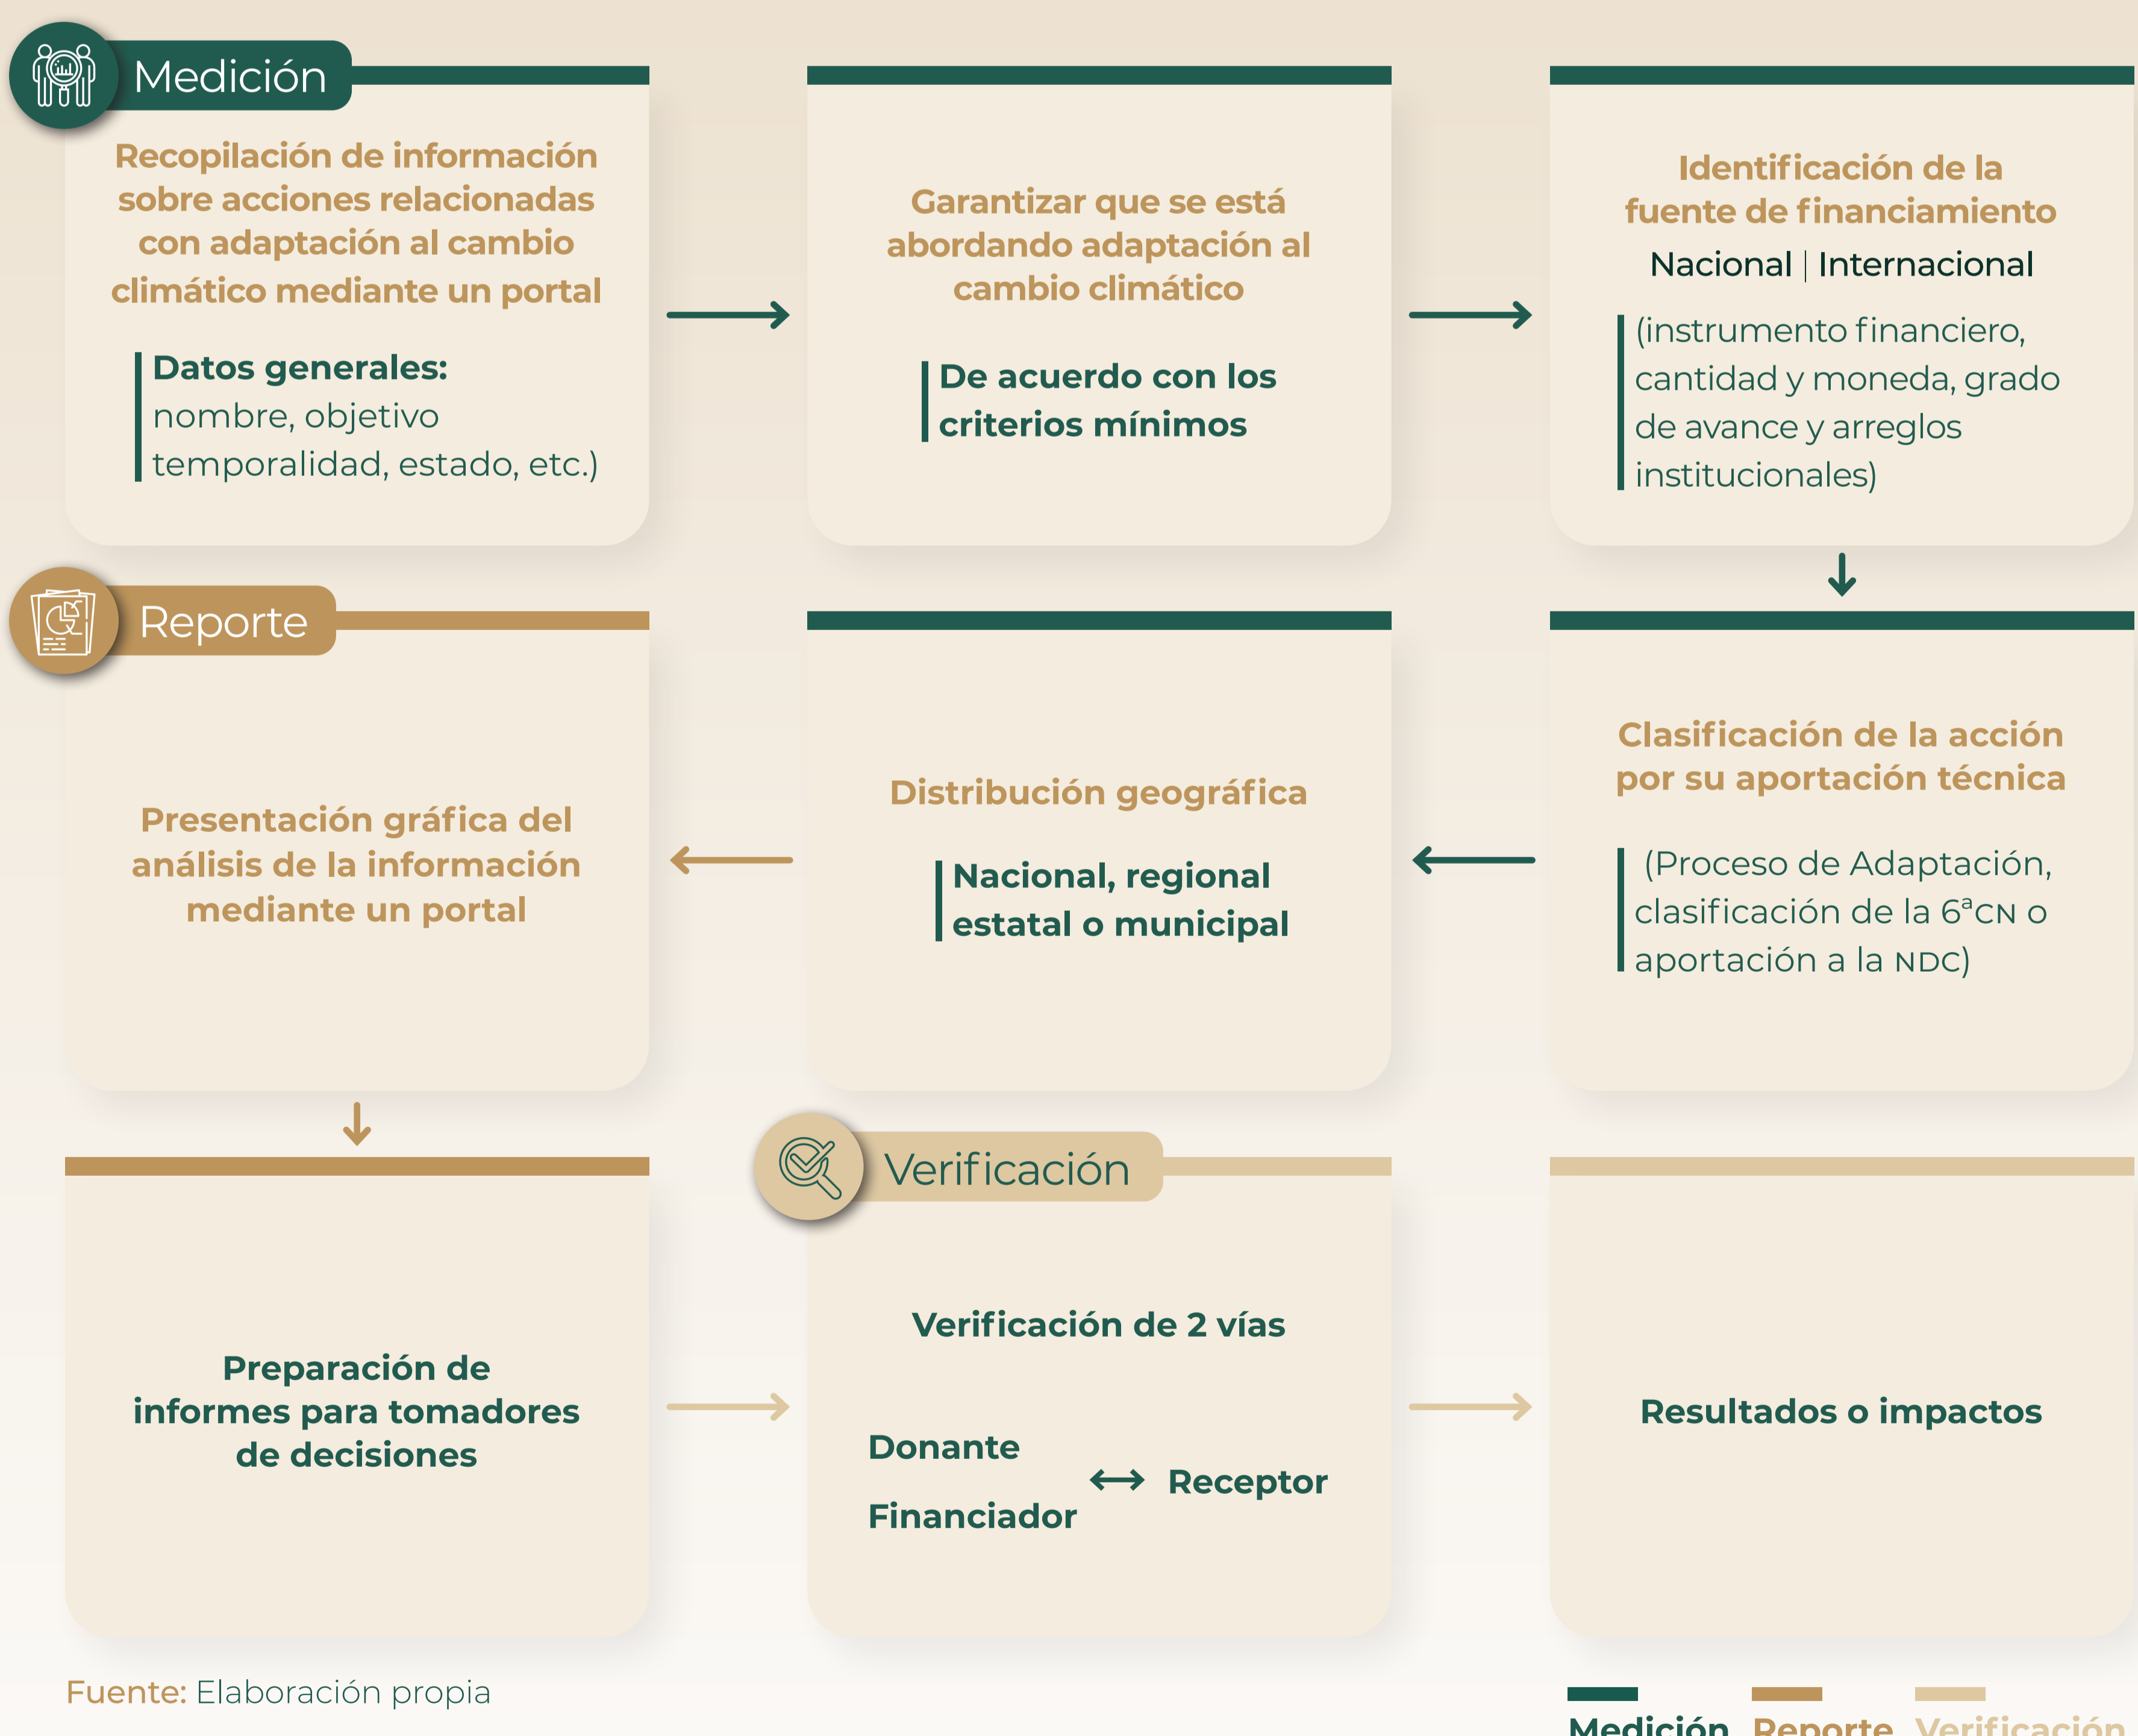 Medición
Recopilación de información
sobre acciones relacionadas
con adaptación al cambio
climático mediante un portal
Datos generales:
nombre, objetivo
temporalidad, estado, etc.)
Garantizar que se está
abordando adaptación al
cambio climático
De acuerdo con los
criterios mínimos
Identificación de la
fuente de financiamiento
Nacional | Internacional
(instrumento financiero,
cantidad y moneda, grado
de avance y arreglos
institucionales)
Clasificación de la acción
por su aportación técnica
(Proceso de Adaptación,
clasificación de la 6ªCN o
aportación a la NDC)
Distribución geográfica
Nacional, regional
estatal o municipal
Reporte
Presentación gráfica del
análisis de la información
mediante un portal
Preparación de
informes para tomadores
de decisiones
Verificación
Verificación de 2 vías
Donante
Financiador
Receptor
Resultados o impactos
Fuente: Elaboración propia
Medición Reporte Verificación